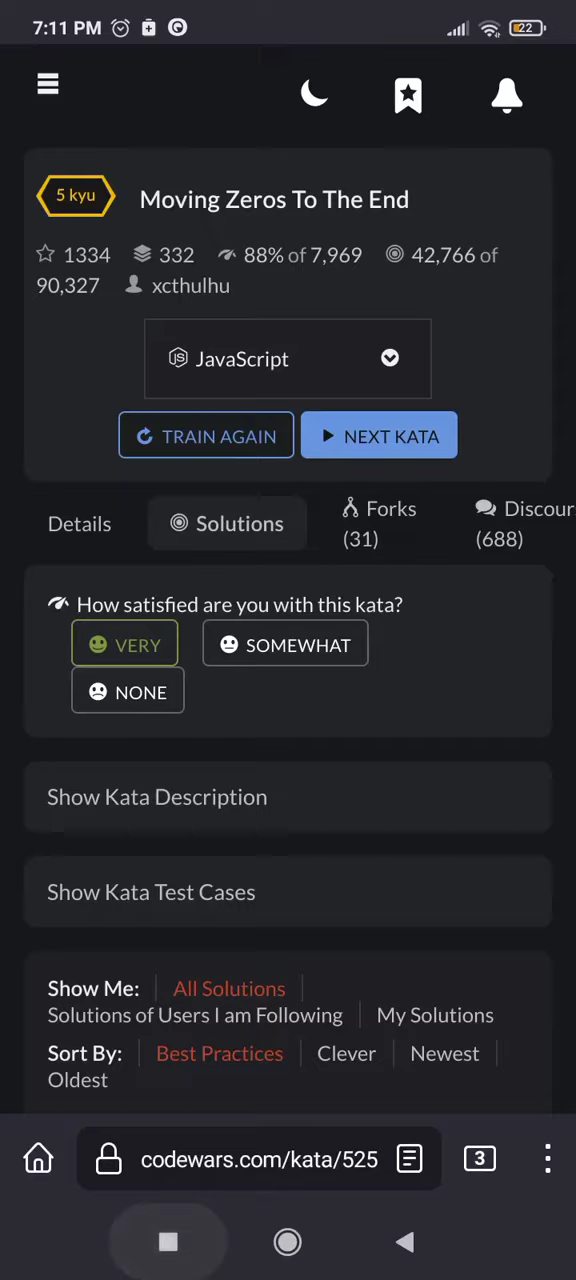 7:11 PM
22
5 kyu
Moving Zeros To The End
1334 332 88% of 7,969 42,766 of
90,327 xcthulhu
JS JavaScript
TRAIN AGAIN
NEXT KATA
Details
Solutions
Forks
(31)
Discour
(688)
How satisfied are you with this kata?
VERY
SOMEWHAT
NONE
Show Kata Description
Show Kata Test Cases
Show Me: All Solutions
Solutions of Users I am Following My Solutions
Sort By: Best Practices Clever Newest
Oldest
codewars.com/kata/525
3